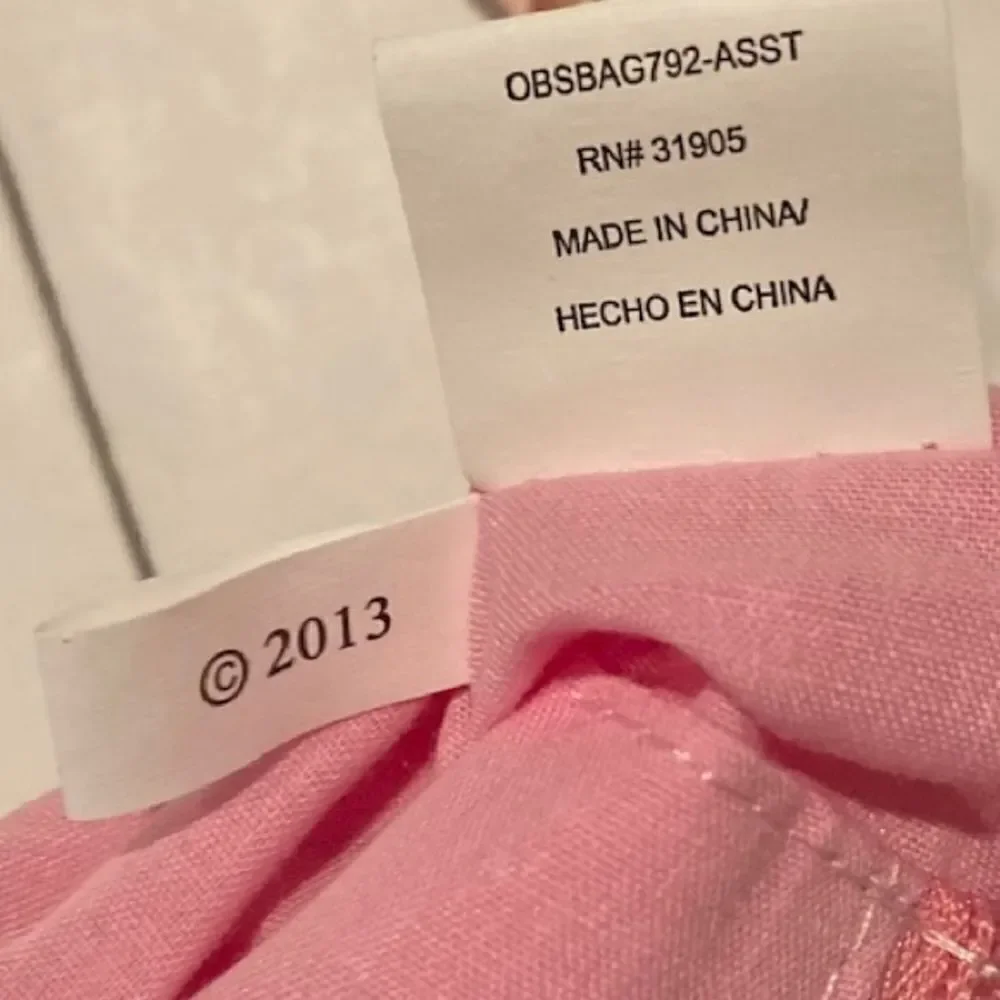 OBSBAG792-ASST
RN# 31905
MADE IN CHINA/
HECHO EN CHINA
© 2013